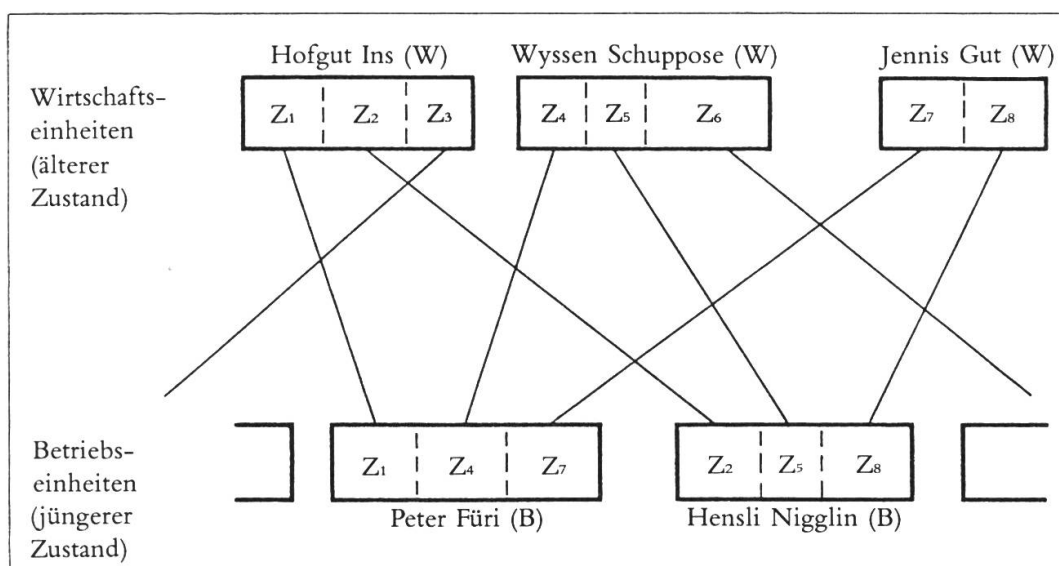 Hofgut Ins (W) Wyssen Schuppose (W) Jennis Gut (W)
Wirtschafts-
einheiten
(älterer
Zustand)
Z₁ Z₂ Z₃ Z₄ Z₅ Z₆ Z₇ Z₈
Betriebs-
einheiten
(jüngerer
Zustand)
Z₁ Z₄ Z₇ Z₂ Z₅ Z₈
Peter Füri (B) Hensli Nigglin (B)